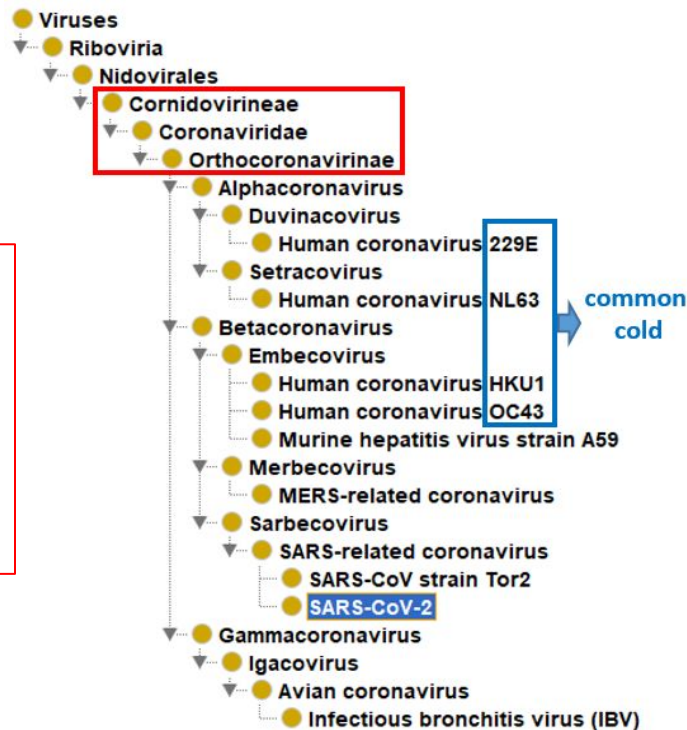 Viruses
Riboviria
Nidovirales
Cornidovirineae
Coronaviridae
Orthocoronavirinae
Alphacoronavirus
Duvinacovirus
Human coronavirus 229E
Setracovirus
Human coronavirus NL63
common
cold
Betacoronavirus
Embecovirus
Human coronavirus HKU1
Human coronavirus OC43
Murine hepatitis virus strain A59
Merbecovirus
MERS-related coronavirus
Sarbecovirus
SARS-related coronavirus
SARS-CoV strain Tor2
SARS-CoV-2
Gammacoronavirus
Igacovirus
Avian coronavirus
Infectious bronchitis virus (IBV)